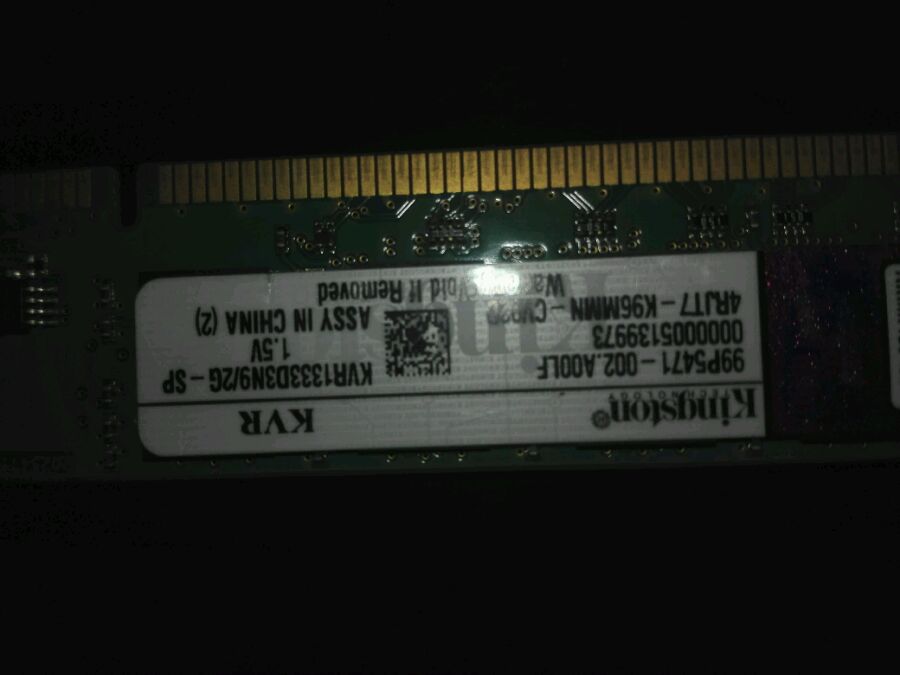 Kingston
TECHNOLOGY
KVR
99P5471-002.A00LF
0000005139973
4RJT7-K96MMN-
KVR1333D3N9/2G-SP
1.5V
ASSY IN CHINA (2)
Void If Removed